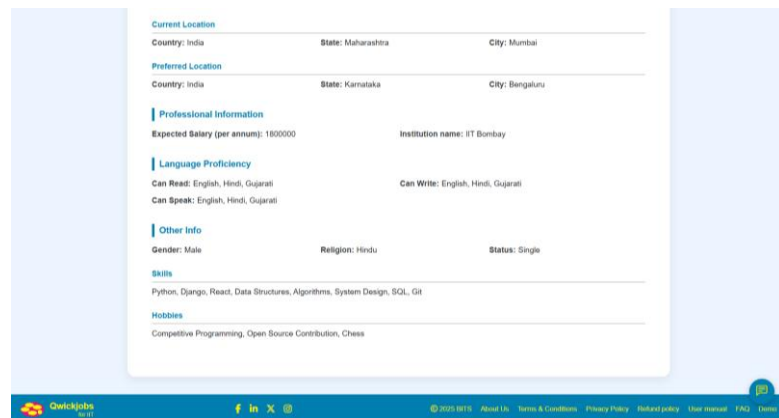 Current Location
Country: India State: Maharashtra City: Mumbai
Preferred Location
Country: India State: Karnataka City: Bengaluru
Professional Information
Expected Salary (per annum): 1800000 Institution name: IIT Bombay
Language Proficiency
Can Read: English, Hindi, Gujarati Can Write: English, Hindi, Gujarati
Can Speak: English, Hindi, Gujarati
Other Info
Gender: Male Religion: Hindu Status: Single
Skills
Python, Django, React, Data Structures, Algorithms, System Design, SQL, Git
Hobbies
Competitive Programming, Open Source Contribution, Chess
Qwickjobs
f in X © 2025 BITS About Us Terms & Conditions Privacy Policy Refund policy User manual FAQ Demo